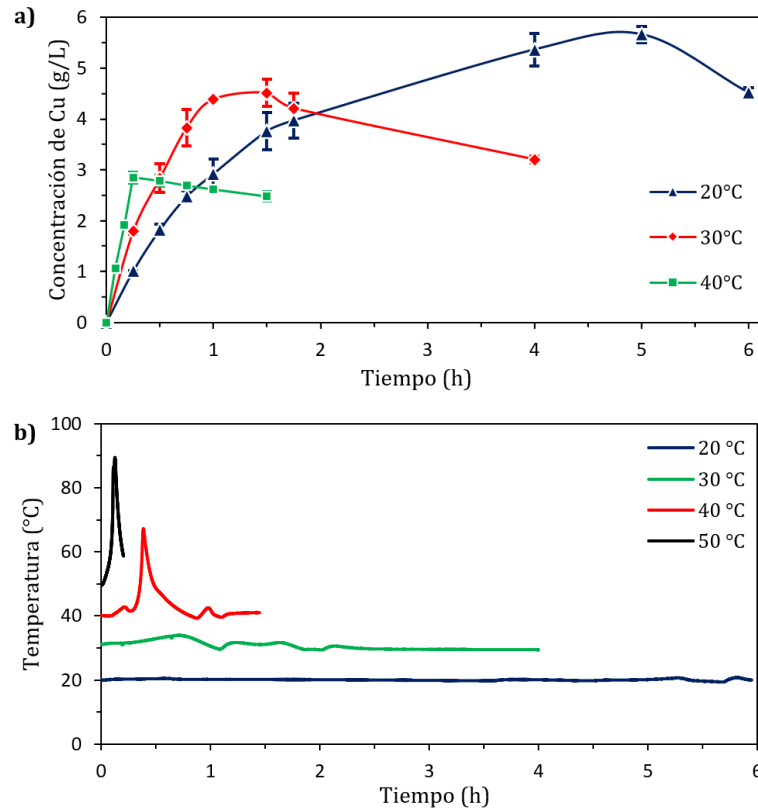 a)
Concentración de Cu (g/L)
6
5
4
3
2
1
0
0 1 2 3 4 5 6
Tiempo (h)
20°C
30°C
40°C
b)
Temperatura (°C)
100
80
60
40
20
0
0 1 2 3 4 5 6
Tiempo (h)
20 °C
30 °C
40 °C
50 °C